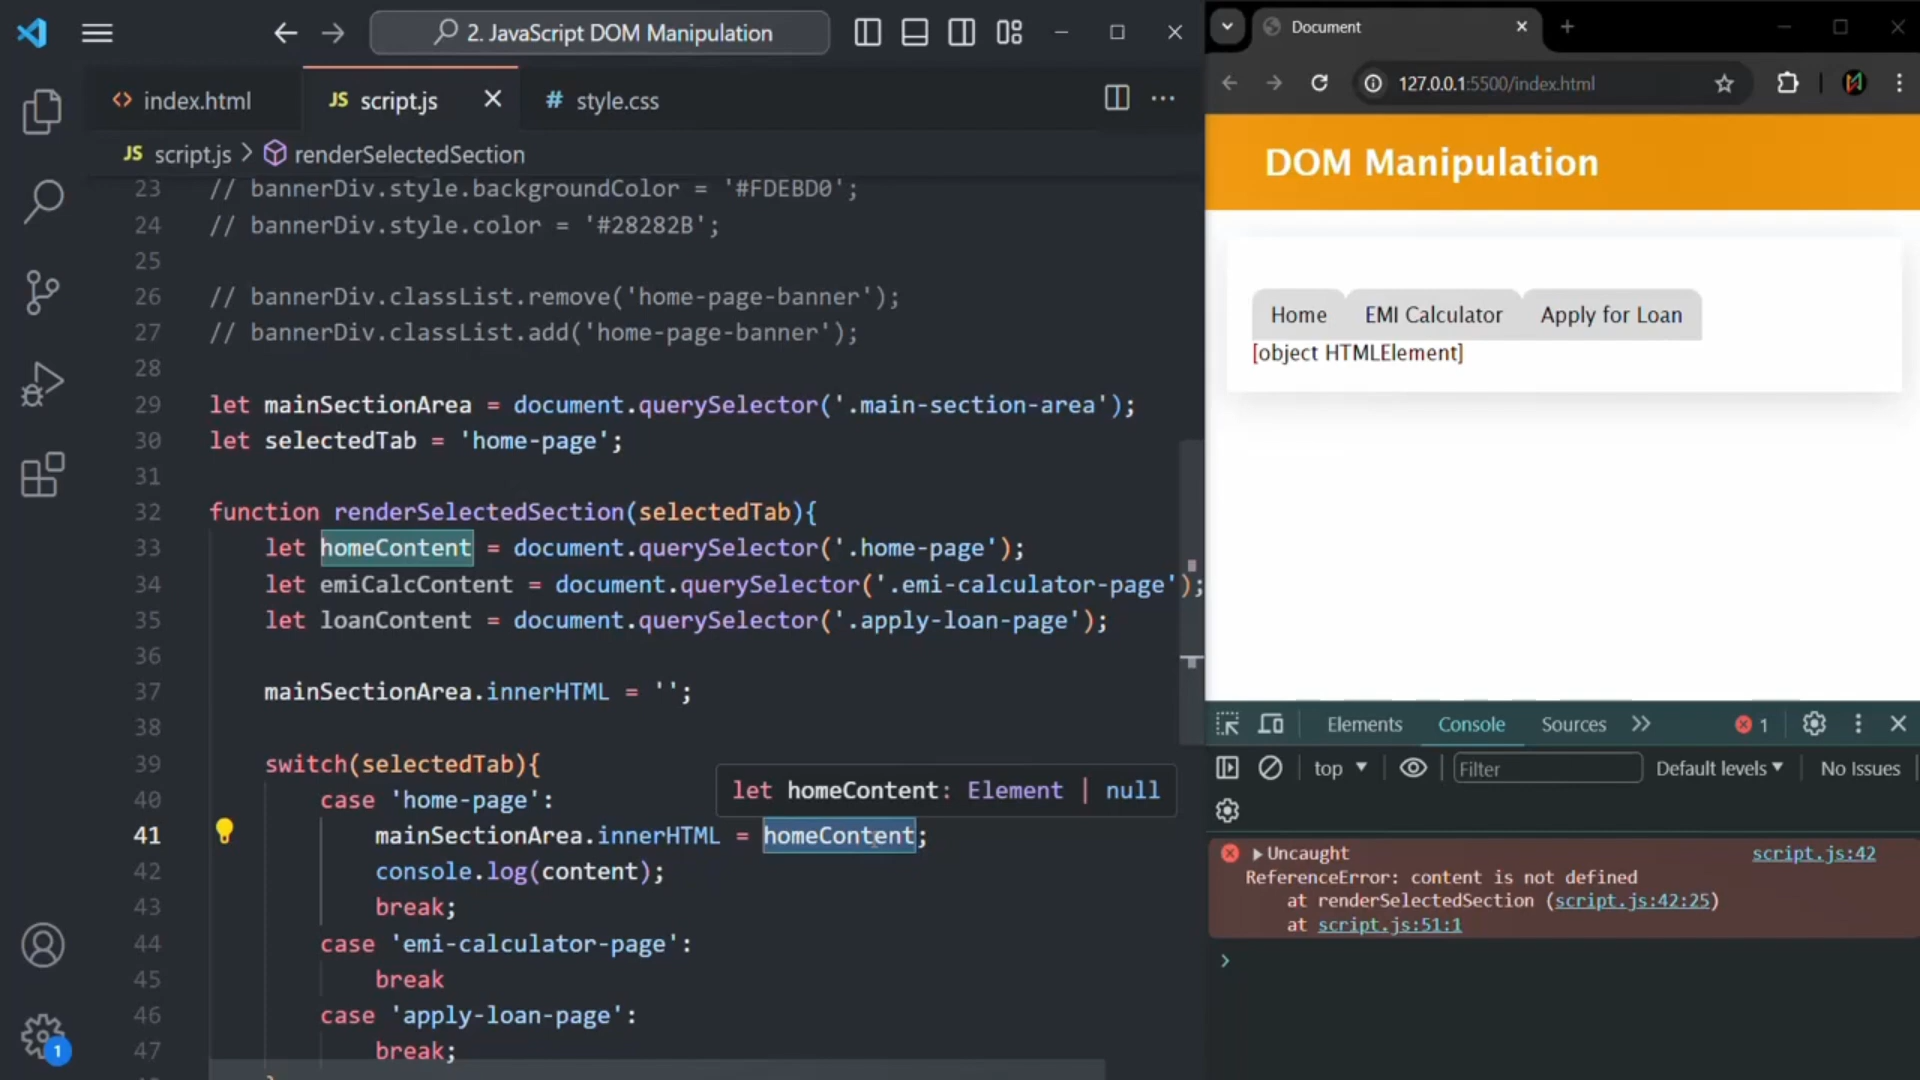 2. JavaScript DOM Manipulation
<> index.html
JS script.js
# style.css
JS script.js > renderSelectedSection
23 // bannerDiv.style.backgroundColor = '#FDEBD0';
24 // bannerDiv.style.color = '#28282B';
25
26 // bannerDiv.classList.remove('home-page-banner');
27 // bannerDiv.classList.add('home-page-banner');
28
29 let mainSectionArea = document.querySelector('.main-section-area');
30 let selectedTab = 'home-page';
31
32 function renderSelectedSection(selectedTab){
33 let homeContent = document.querySelector('.home-page');
34 let emiCalcContent = document.querySelector('.emi-calculator-page');
35 let loanContent = document.querySelector('.apply-loan-page');
36
37 mainSectionArea.innerHTML = '';
38
39 switch(selectedTab){
let homeContent: Element | null
40 case 'home-page':
41 mainSectionArea.innerHTML = homeContent;
42 console.log(content);
43 break;
44 case 'emi-calculator-page':
45 break
46 case 'apply-loan-page':
47 break;
1
Document
127.0.0.1:5500/index.html
DOM Manipulation
Home EMI Calculator Apply for Loan
[object HTMLElement]
Elements Console Sources 1
top Filter Default levels No Issues
Uncaught script.js:42
ReferenceError: content is not defined
at renderSelectedSection (script.js:42:25)
at script.js:51:1